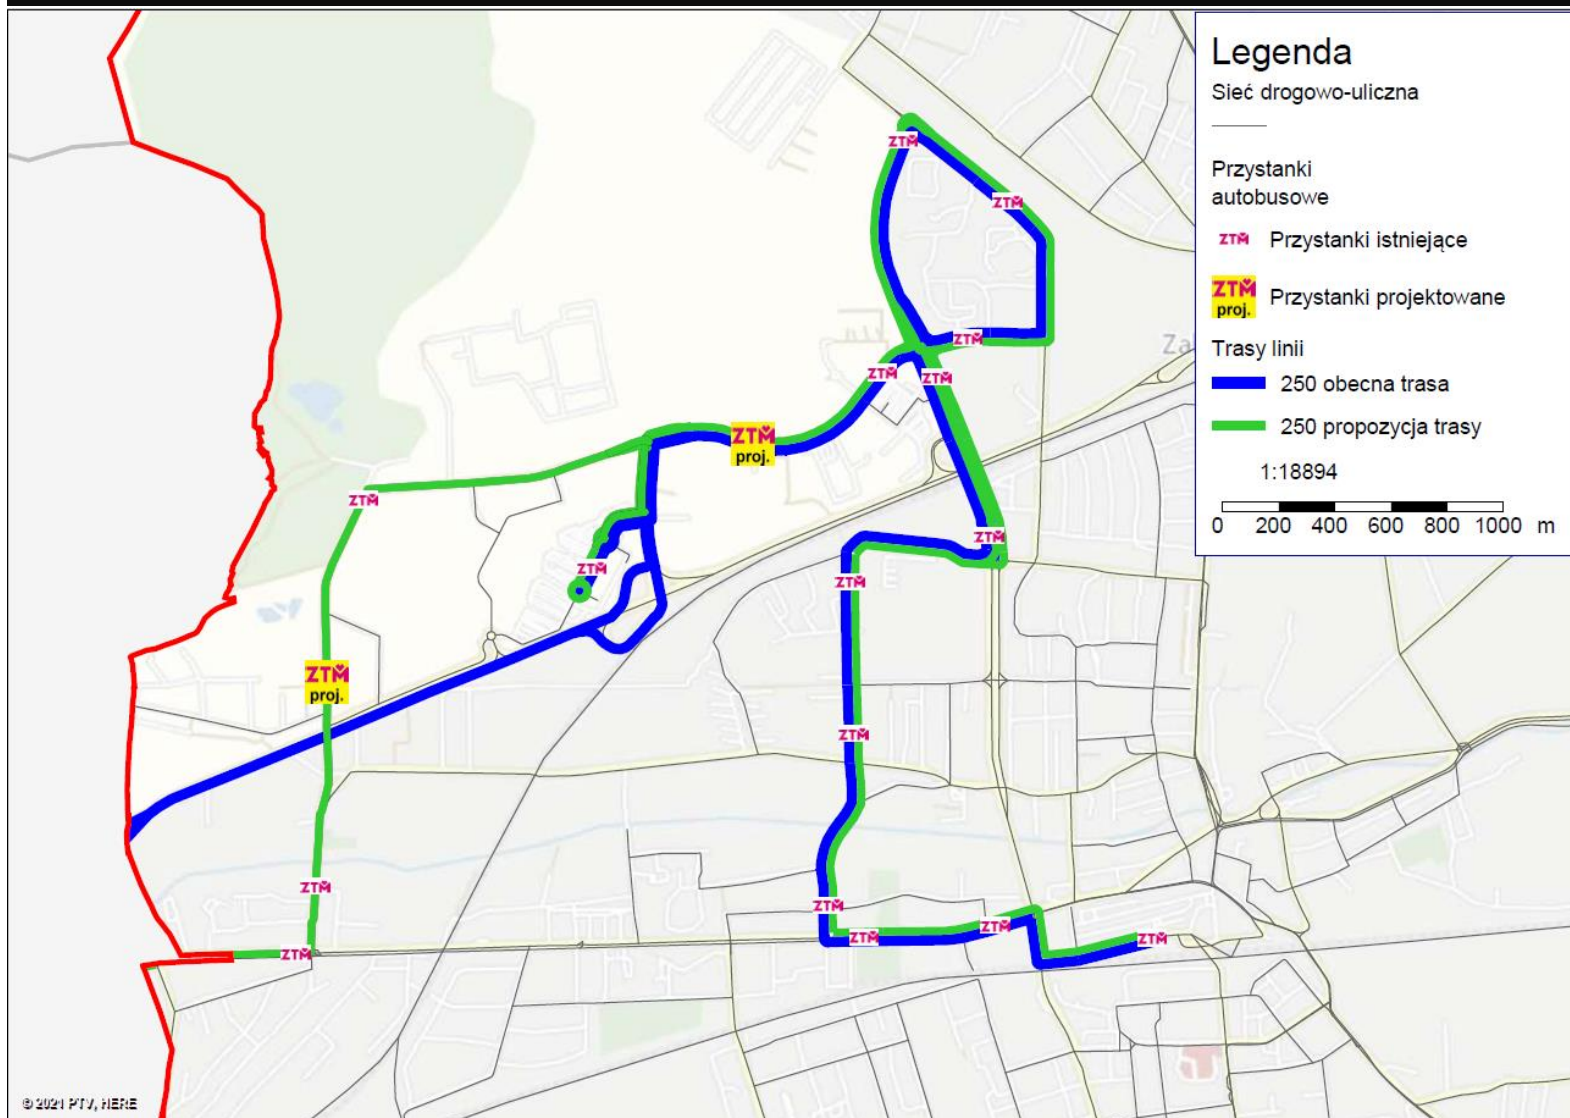 Legenda
Sieć drogowo-uliczna
Przystanki
autobusowe
ZTM Przystanki istniejące
ZTM
proj.
Przystanki projektowane
Trasy linii
250 obecna trasa
250 propozycja trasy
1:18894
0 200 400 600 800 1000 m
ZTM
ZTM
ZTM
Za
ZTM
ZTM
ZTM
proj.
ZTM
ZTM
ZTM
ZTM
ZTM
proj.
ZTM
ZTM
ZTM
ZTM
ZTM
ZTM
ZTM
© 2021 PTV, HERE